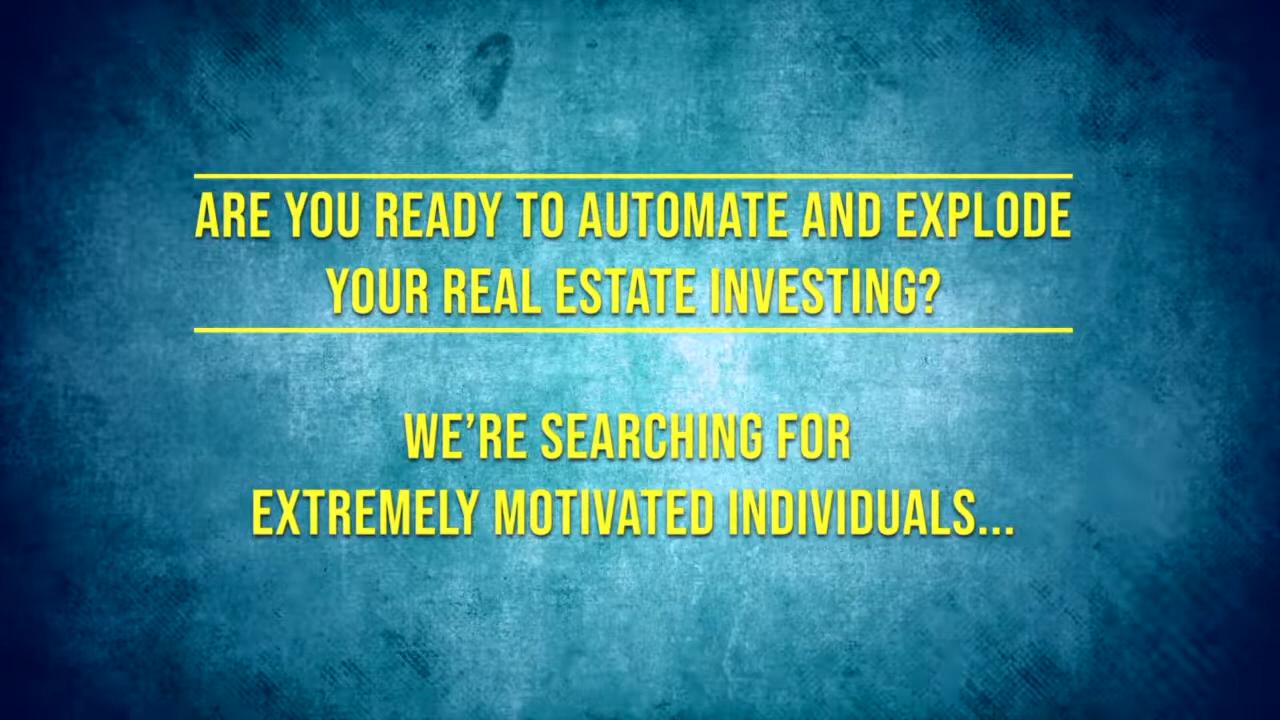 ARE YOU READY TO AUTOMATE AND EXPLODE
YOUR REAL ESTATE INVESTING?
WE’RE SEARCHING FOR
EXTREMELY MOTIVATED INDIVIDUALS...